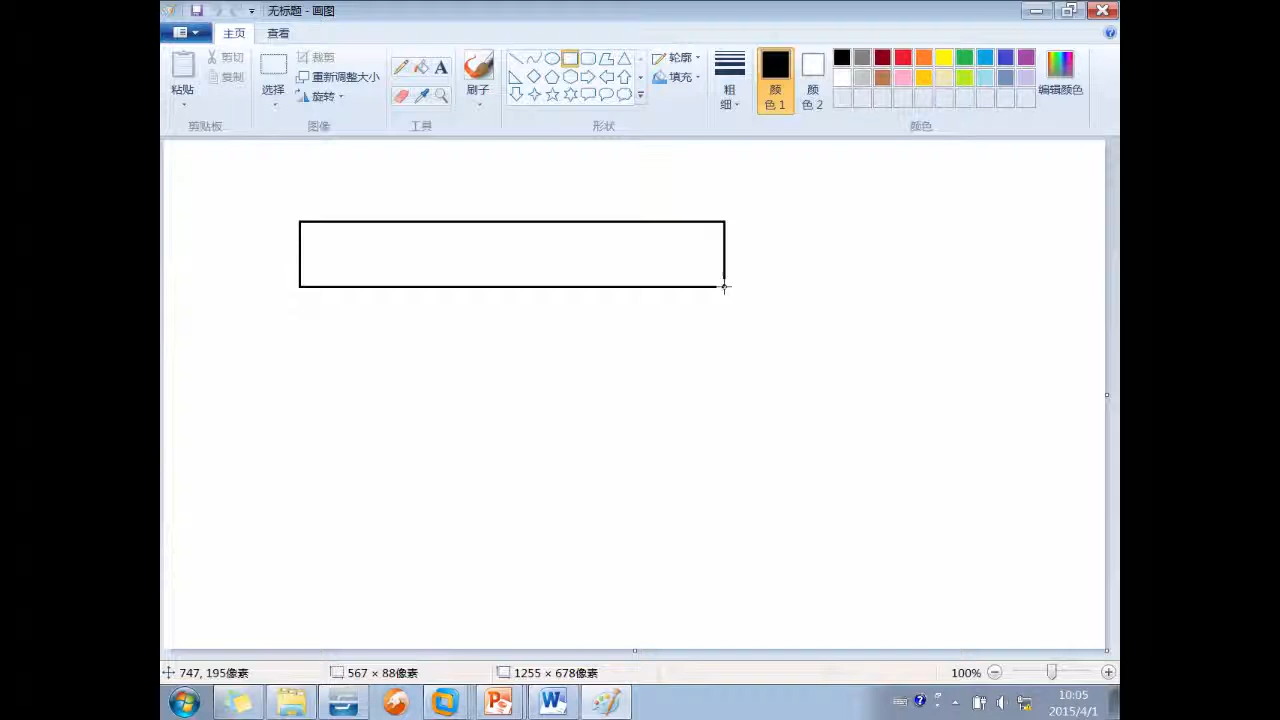 无标题 - 画图
主页 查看
粘贴
剪切
复制
剪贴板
选择
裁剪
重新调整大小
旋转
图像
A
工具
刷子
轮廓
填充
形状
粗
细
颜
色 1
颜
色 2
编辑颜色
颜色
747, 195像素
567 × 88像素
1255 × 678像素
100%
10:05
2015/4/1